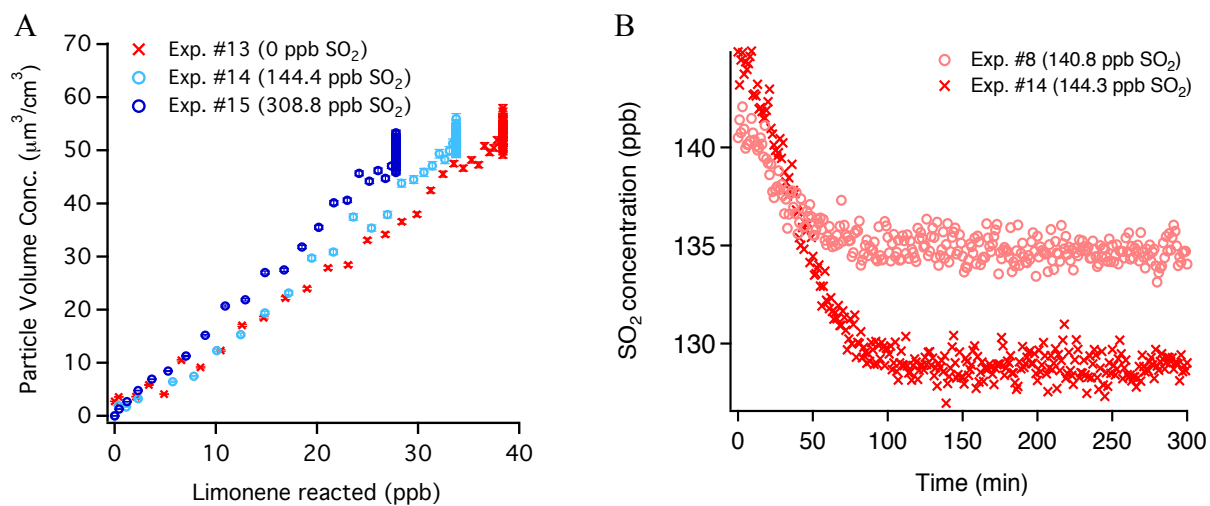 A
Particle Volume Conc. (μm³/cm³)
70
60
50
40
30
20
10
0
Exp. #13 (0 ppb SO₂)
Exp. #14 (144.4 ppb SO₂)
Exp. #15 (308.8 ppb SO₂)
0 10 20 30 40
Limonene reacted (ppb)
B
SO₂ concentration (ppb)
140
135
130
Exp. #8 (140.8 ppb SO₂)
Exp. #14 (144.3 ppb SO₂)
0 50 100 150 200 250 300
Time (min)